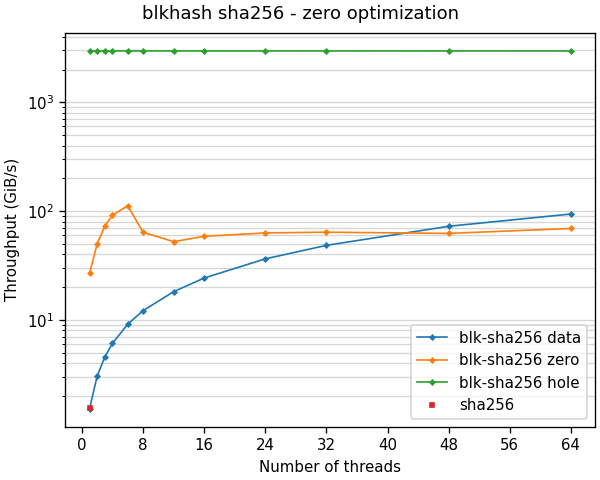 blkhash sha256 - zero optimization
Throughput (GiB/s)
10³
10²
10¹
0 8 16 24 32 40 48 56 64
Number of threads
blk-sha256 data
blk-sha256 zero
blk-sha256 hole
sha256